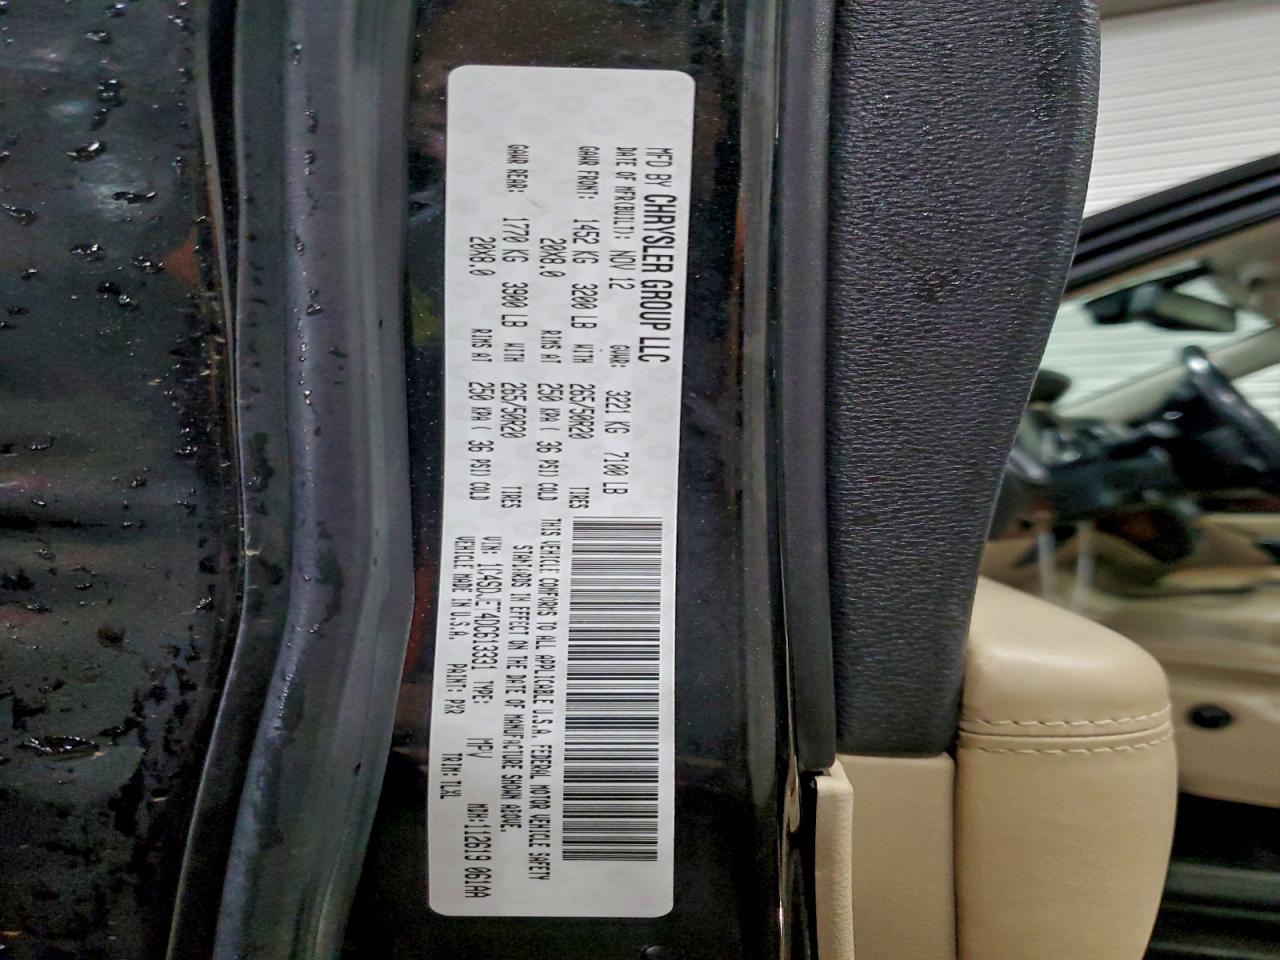 MFD BY CHRYSLER GROUP LLC
DATE OF MFR(BUILT): NOV 12 GVWR: 3221 KG 7100 LB
GAWR FRONT: 1452 KG 3200 LB WITH 265/50R20 TIRES
20X8.0 RIMS AT 250 KPA( 36 PSI) COLD
GAWR REAR: 1770 KG 3900 LB WITH 265/50R20 TIRES
20X8.0 RIMS AT 250 KPA( 36 PSI) COLD
THIS VEHICLE CONFORMS TO ALL APPLICABLE U.S.A. FEDERAL MOTOR VEHICLE SAFETY
STANDARDS IN EFFECT ON THE DATE OF MANUFACTURE SHOWN ABOVE.
VIN: 1C4SDJET4DC613331 TYPE: MPV MDH: 112619 061AA
VEHICLE MADE IN U.S.A. PAINT: PXR TRIM: TLXL